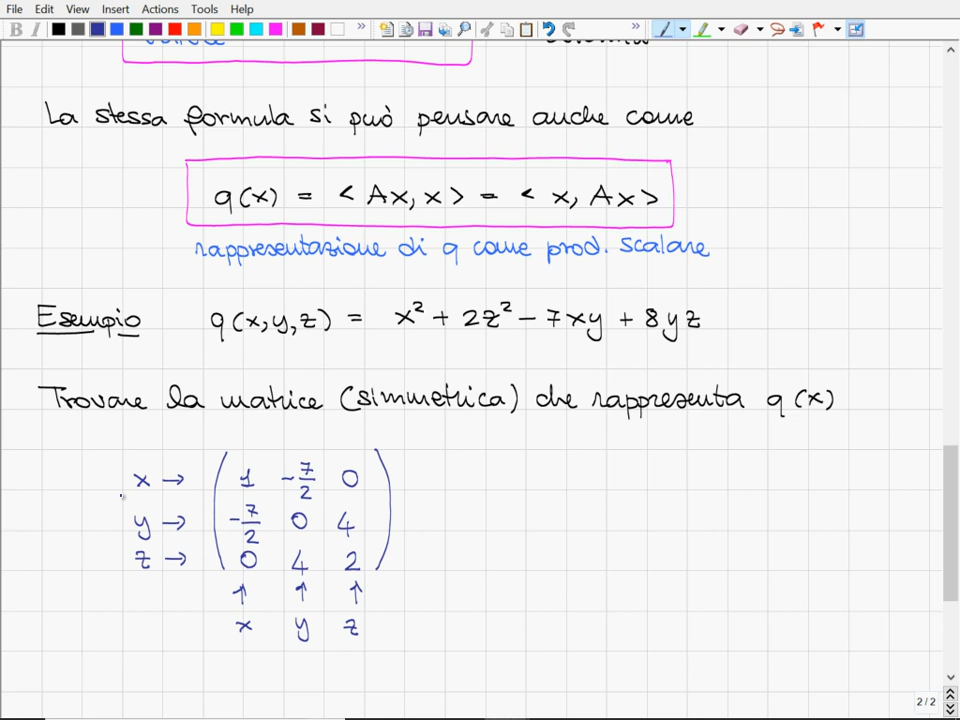 File Edit View Insert Actions Tools Help
B I
La stessa formula si può pensare anche come
q(x) = < Ax, x > = < x, Ax >
rappresentazione di q come prod. scalare
Esempio q(x,y,z) = x² + 2z² - 7xy + 8yz
Trovare la matrice (simmetrica) che rappresenta q(x)
x → ( 1 -7/2 0 )
y → ( -7/2 0 4 )
z → ( 0 4 2 )
↑ ↑ ↑
x y z
2 / 2